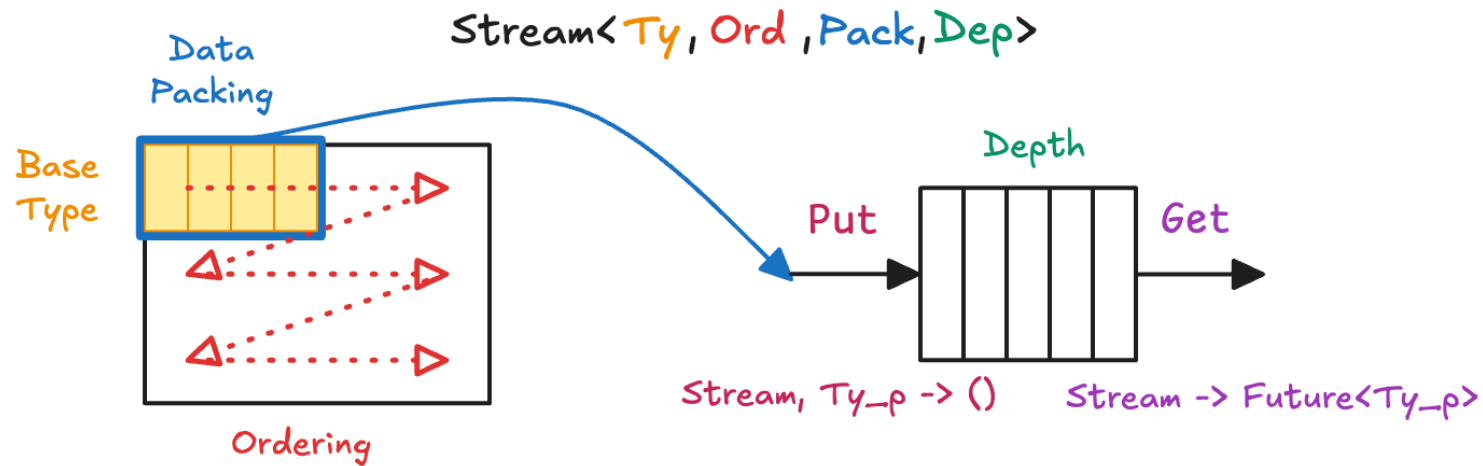 Stream<Ty, Ord ,Pack,Dep>
Data
Packing
Base
Type
Ordering
Depth
Put
Get
Stream, Ty_p -> ()
Stream -> Future<Ty_p>